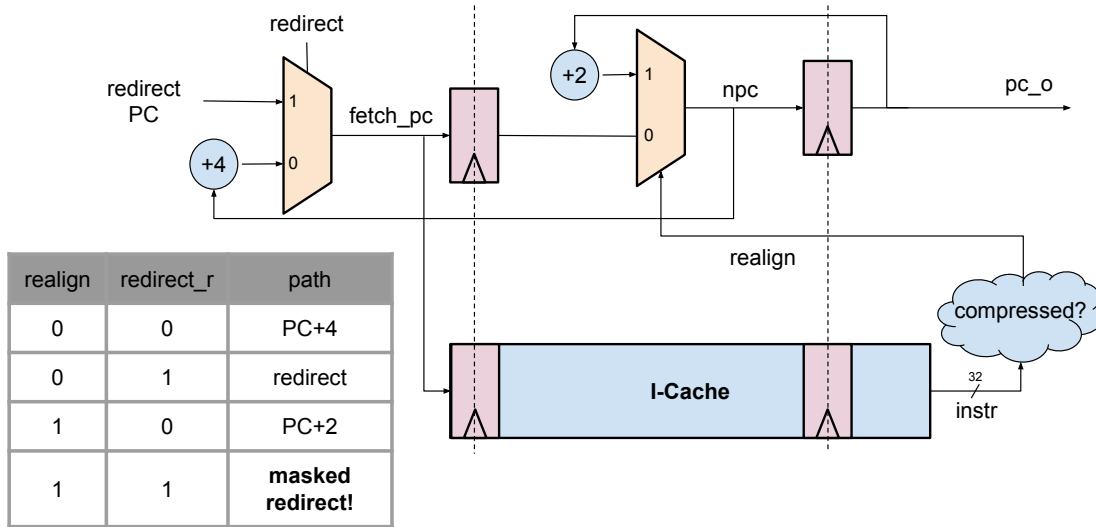 redirect
+2
1
0
npc
pc_o
redirect
PC
1
0
fetch_pc
+4
realign
compressed?
I-Cache
32
instr
realign redirect_r path
0 0 PC+4
0 1 redirect
1 0 PC+2
1 1 masked
redirect!